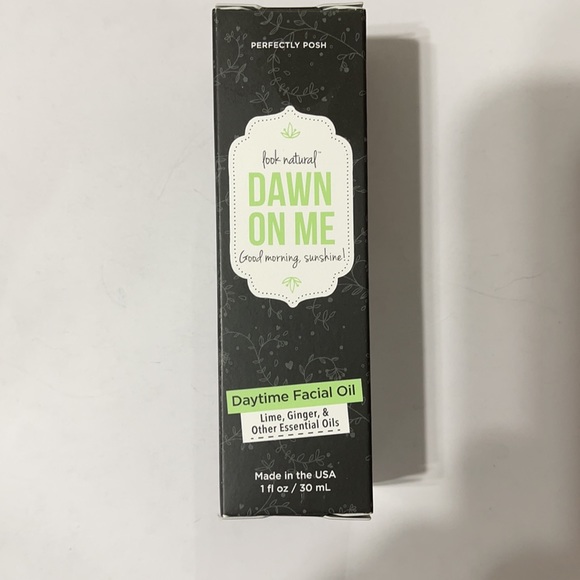 PERFECTLY POSH
look natural™
DAWN
ON ME
Good morning, sunshine!
Daytime Facial Oil
Lime, Ginger, &
Other Essential Oils
Made in the USA
1 fl oz / 30 mL